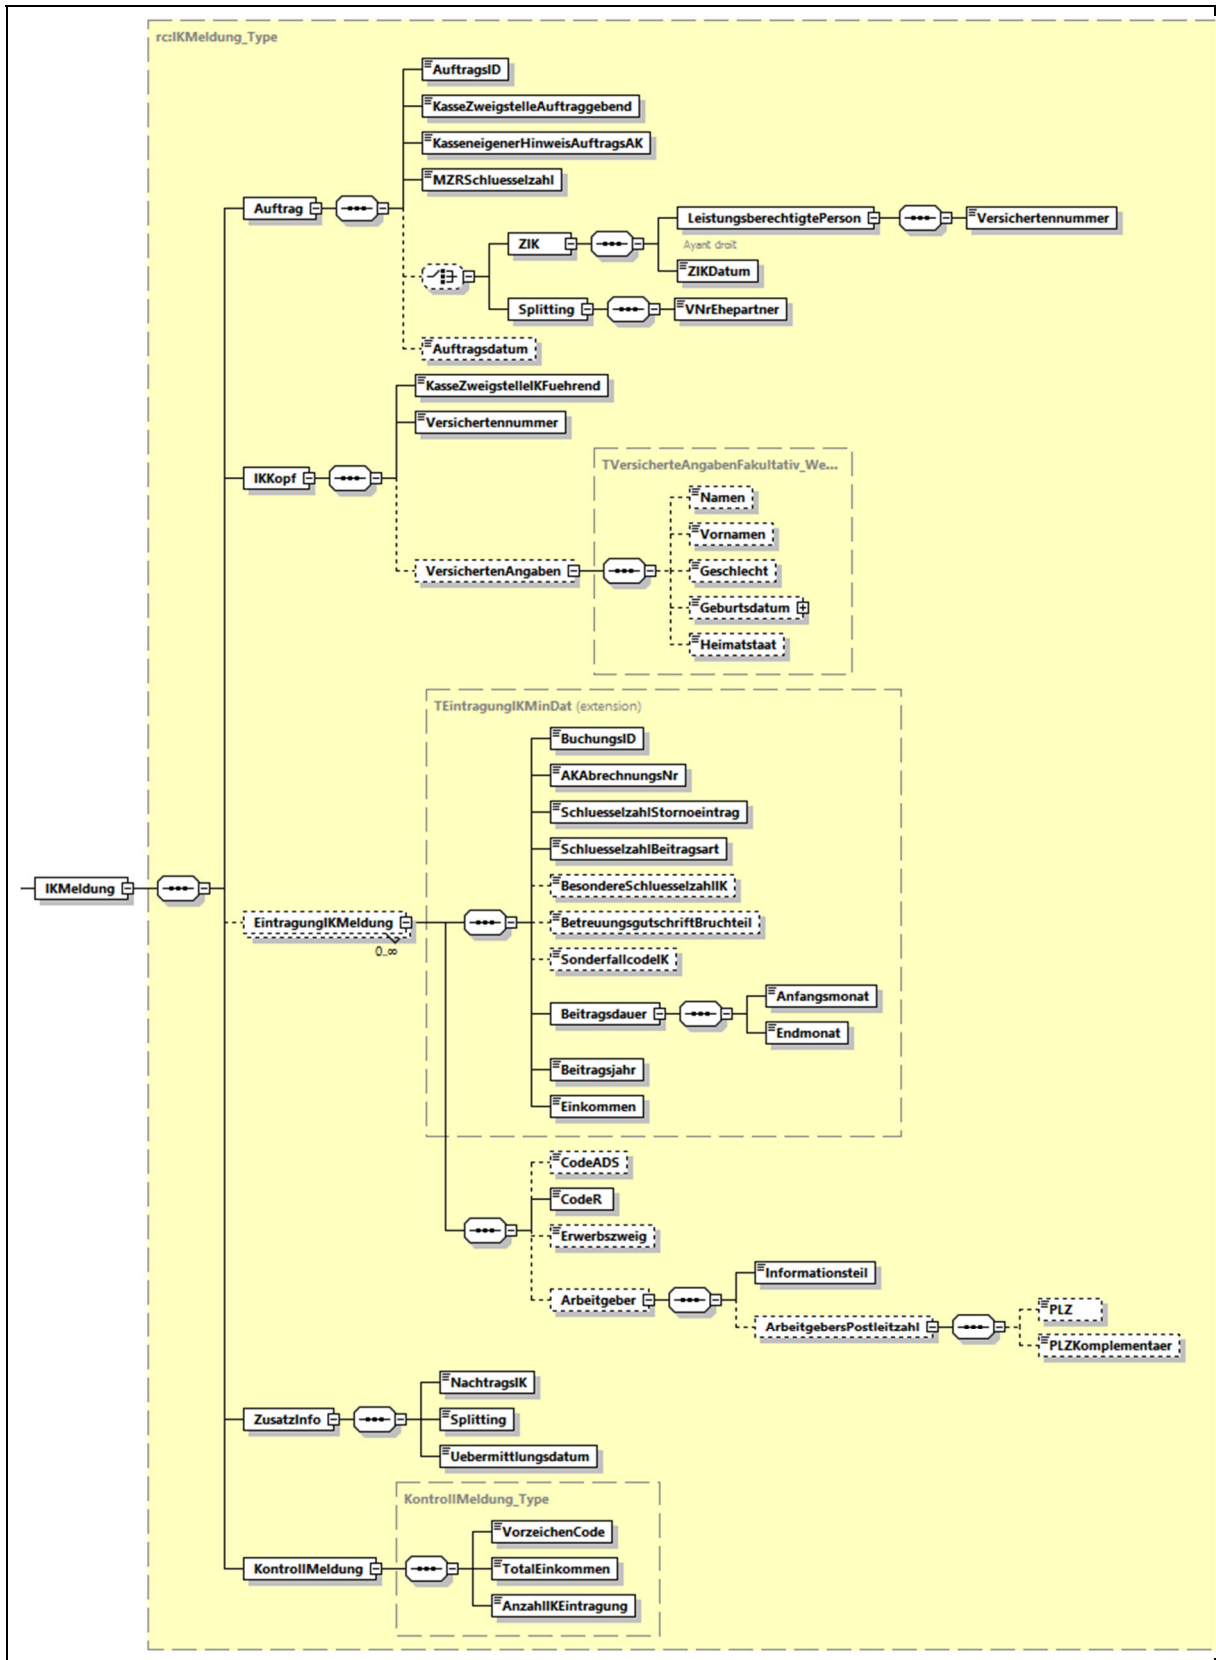 rc:IKMeldung_Type
AuftragsID
KasseZweigstelleAuftraggebend
KasseneigenerHinweisAuftragsAK
MZRSchluesselzahl
Auftrag
LeistungsberechtigtePerson
Versichertennummer
Ayant droit
ZIK
ZIKDatum
Splitting
VNrEhepartner
Auftragsdatum
KasseZweigstelleIKFuehrend
Versichertennummer
IKKopf
TVersicherteAngabenFakultativ_We...
Namen
Vornamen
VersichertenAngaben
Geschlecht
Geburtsdatum
Heimatstaat
TEintragungIKMinDat (extension)
BuchungsID
AKAbrechnungsNr
SchluesselzahlStornoeintrag
SchluesselzahlBeitragsart
IKMeldung
BesondereSchluesselzahlIK
EintragungIKMeldung
0..∞
BetreuungsgutschriftBruchteil
SonderfallcodeIK
Beitragsdauer
Anfangsmonat
Endmonat
Beitragsjahr
Einkommen
CodeADS
CodeR
Erwerbszweig
Arbeitgeber
Informationsteil
ArbeitgebersPostleitzahl
PLZ
PLZKomplementaer
NachtragsIK
ZusatzInfo
Splitting
Uebermittlungsdatum
KontrollMeldung_Type
VorzeichenCode
KontrollMeldung
TotalEinkommen
AnzahlIKEintragung